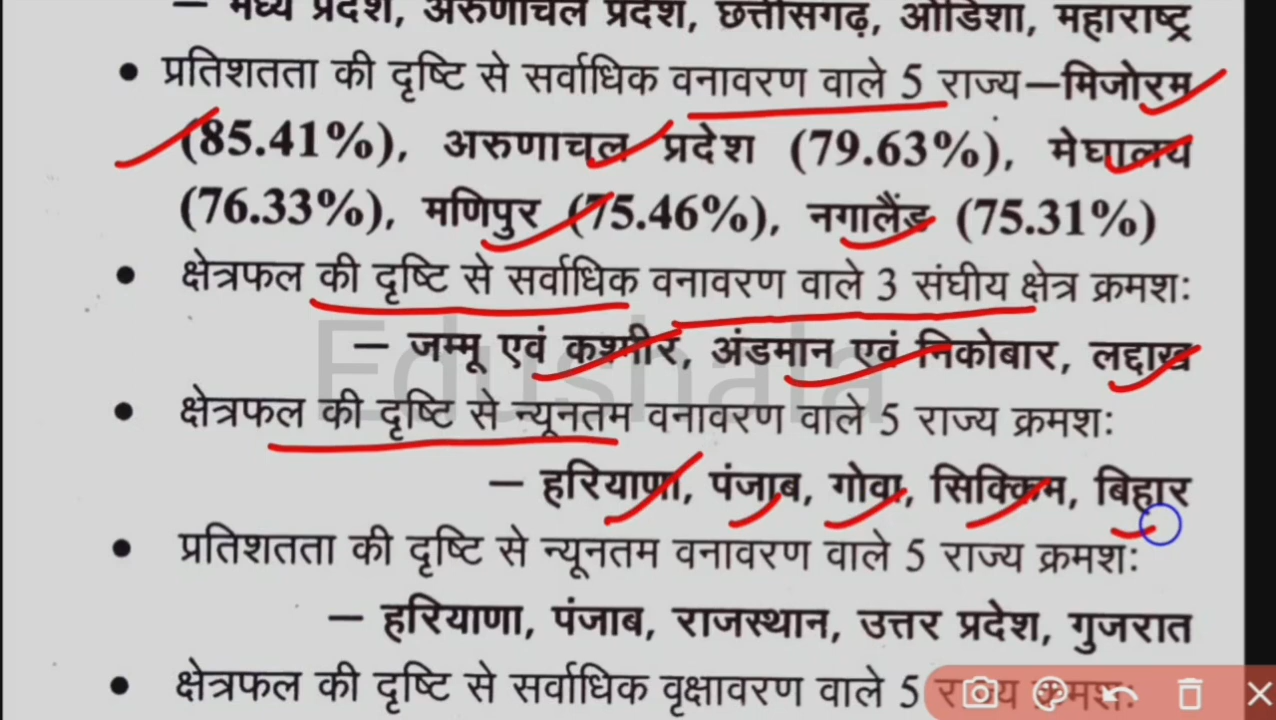 – मध्य प्रदेश, अरुणाचल प्रदेश, छत्तीसगढ़, ओडिशा, महाराष्ट्र
• प्रतिशतता की दृष्टि से सर्वाधिक वनावरण वाले 5 राज्य–मिजोरम
(85.41%), अरुणाचल प्रदेश (79.63%), मेघालय
(76.33%), मणिपुर (75.46%), नगालैंड (75.31%)
• क्षेत्रफल की दृष्टि से सर्वाधिक वनावरण वाले 3 संघीय क्षेत्र क्रमशः
– जम्मू एवं कश्मीर, अंडमान एवं निकोबार, लद्दाख
• क्षेत्रफल की दृष्टि से न्यूनतम वनावरण वाले 5 राज्य क्रमशः
– हरियाणा, पंजाब, गोवा, सिक्किम, बिहार
• प्रतिशतता की दृष्टि से न्यूनतम वनावरण वाले 5 राज्य क्रमशः
– हरियाणा, पंजाब, राजस्थान, उत्तर प्रदेश, गुजरात
• क्षेत्रफल की दृष्टि से सर्वाधिक वृक्षावरण वाले 5 राज्य क्रमशः
Edushala